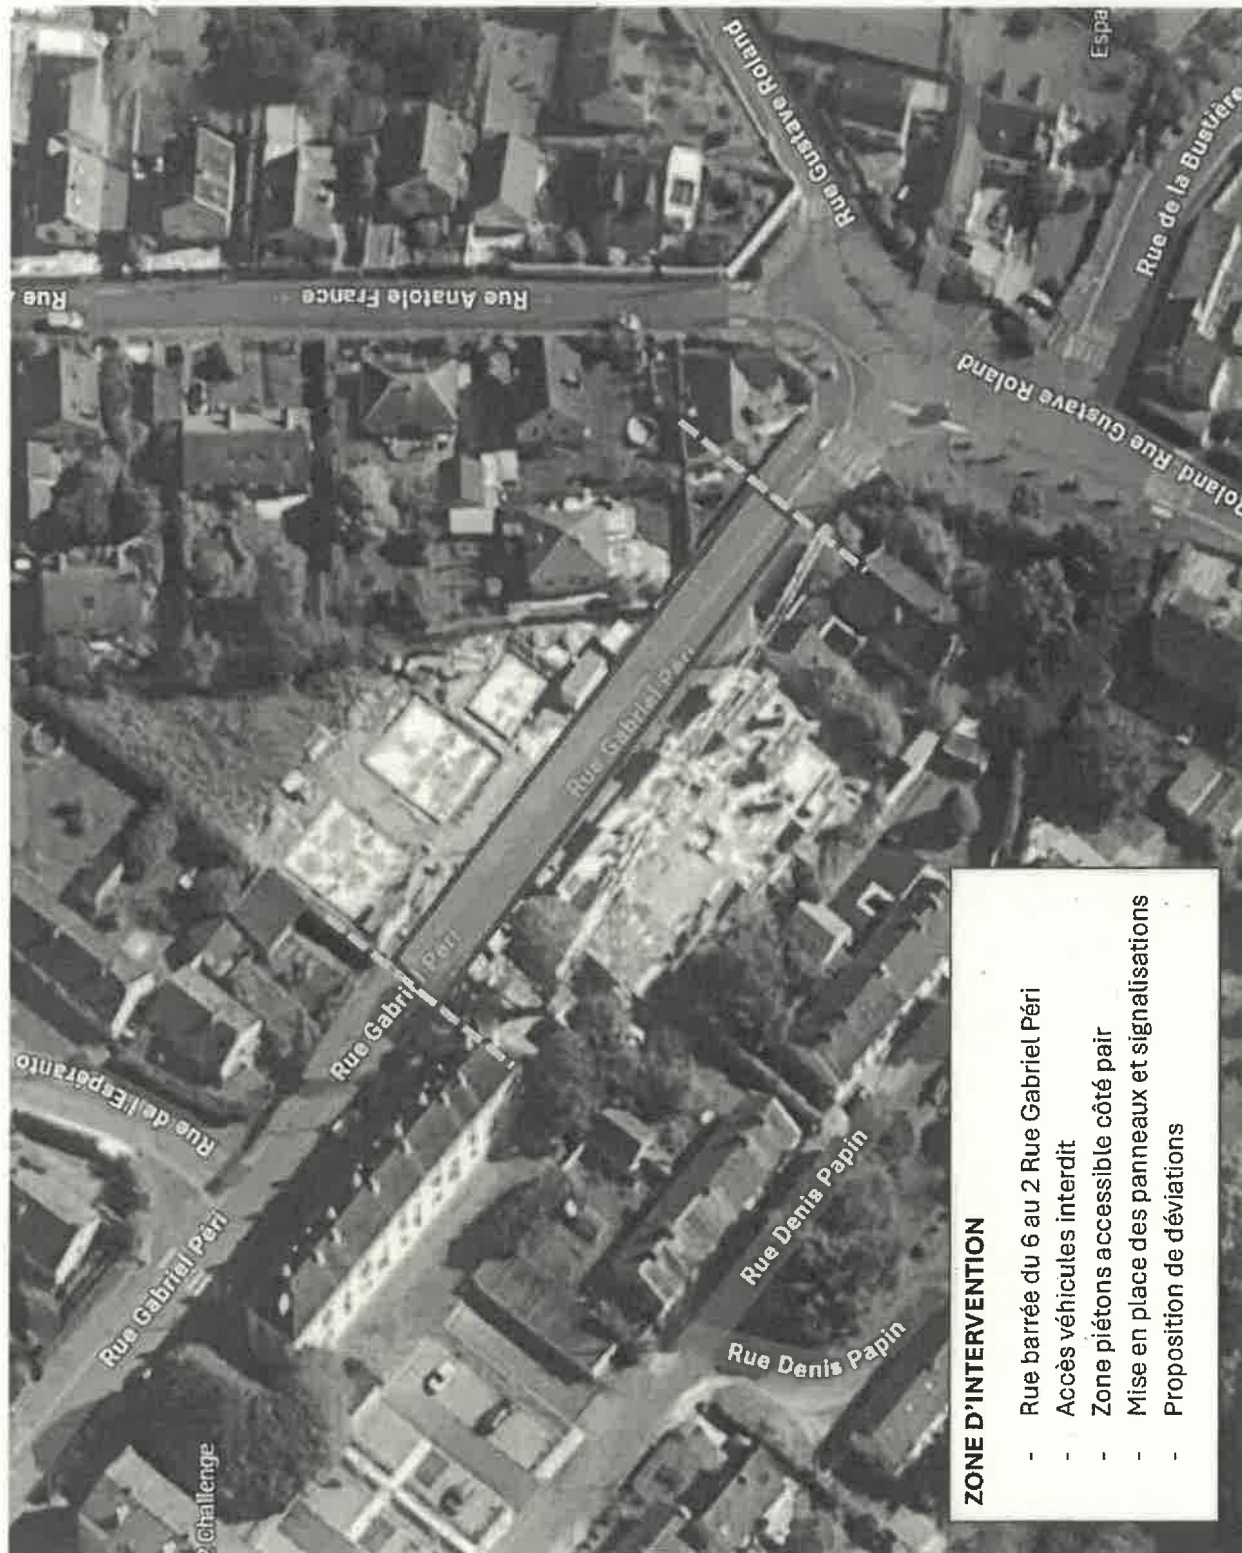 Rue Gabriel Péri
Rue de l'Espéranto
Rue Gabriel Péri
Péri
Rue Gabriel Péri
Rue
Rue Anatole France
Rue Gustave Roland
Espa
Rue de la Bustière
Rue Gustave Roland
Roland
Challenge
Rue Denis Papin
Rue Denis Papin
ZONE D'INTERVENTION
- Rue barrée du 6 au 2 Rue Gabriel Péri
- Accès véhicules interdit
- Zone piétons accessible côté pair
- Mise en place des panneaux et signalisations
- Proposition de déviations